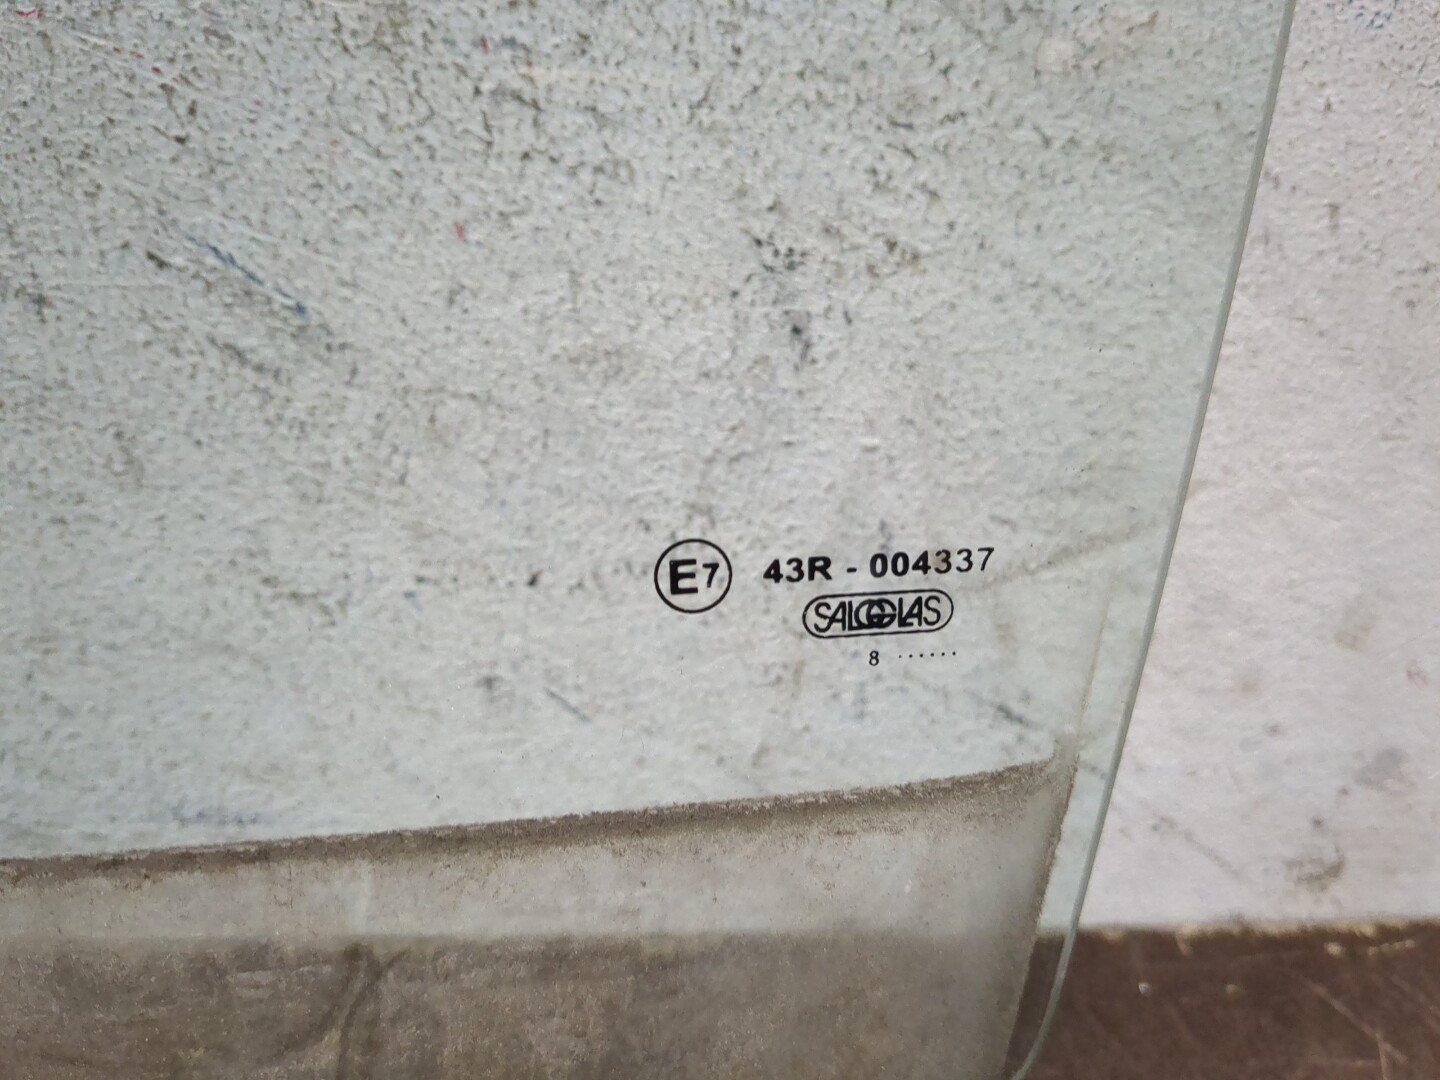 E7 43R - 004337
SALGGLAS
8 ......